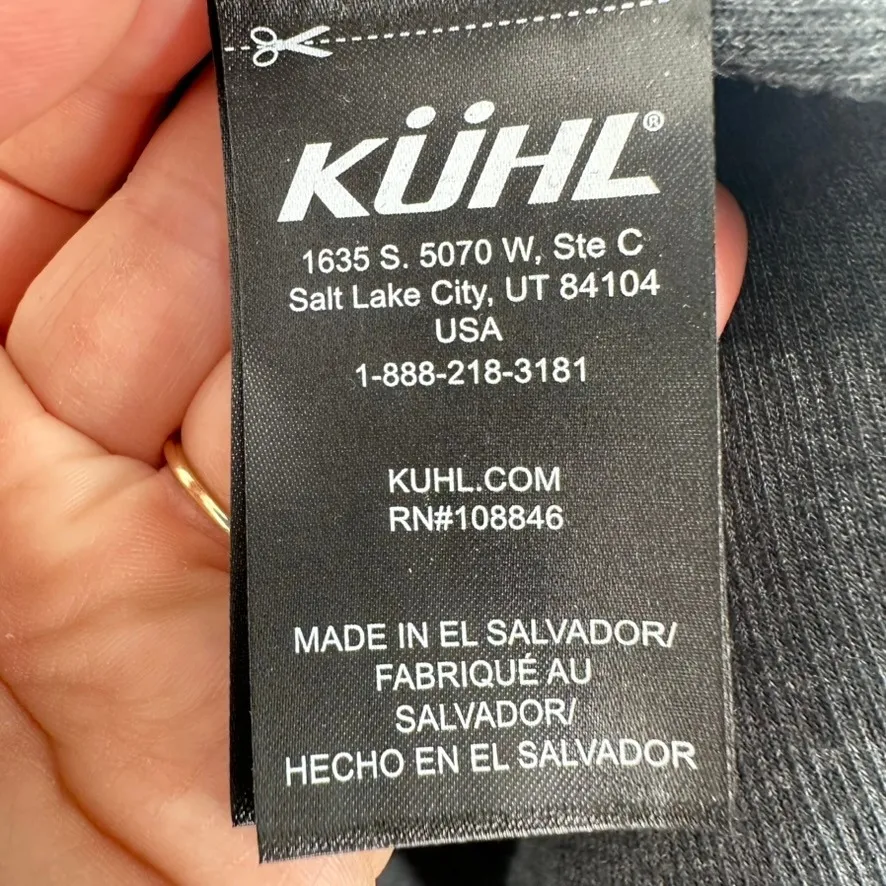 KÜHL®
1635 S. 5070 W, Ste C
Salt Lake City, UT 84104
USA
1-888-218-3181
KUHL.COM
RN#108846
MADE IN EL SALVADOR/
FABRIQUÉ AU
SALVADOR/
HECHO EN EL SALVADOR